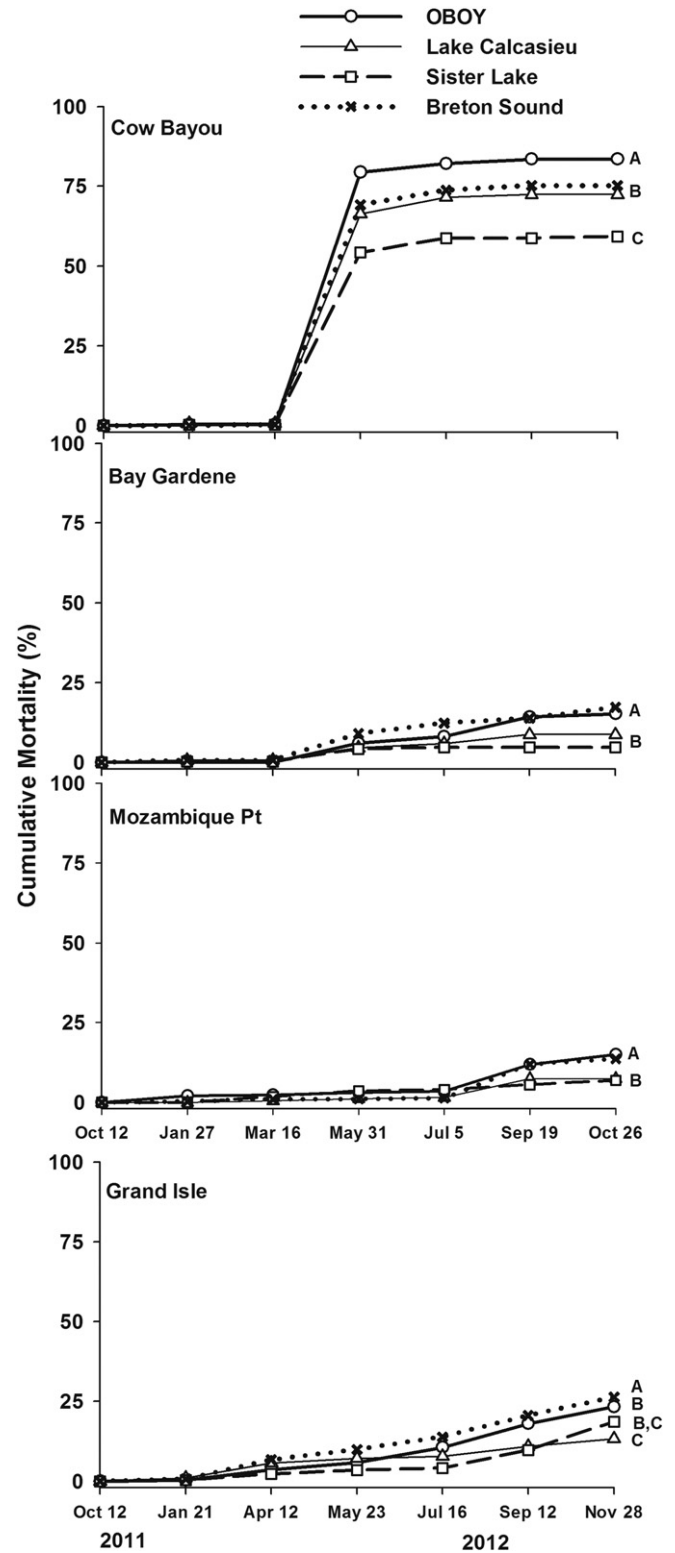 OBOY
Lake Calcasieu
Sister Lake
Breton Sound
Cow Bayou
100
75
50
25
0
A
B
C
Bay Gardene
100
75
50
25
0
A
B
Cumulative Mortality (%)
Mozambique Pt
100
75
50
25
0
A
B
Oct 12 Jan 27 Mar 16 May 31 Jul 5 Sep 19 Oct 26
Grand Isle
100
75
50
25
0
A
B
B,C
C
Oct 12 Jan 21 Apr 12 May 23 Jul 16 Sep 12 Nov 28
2011 2012